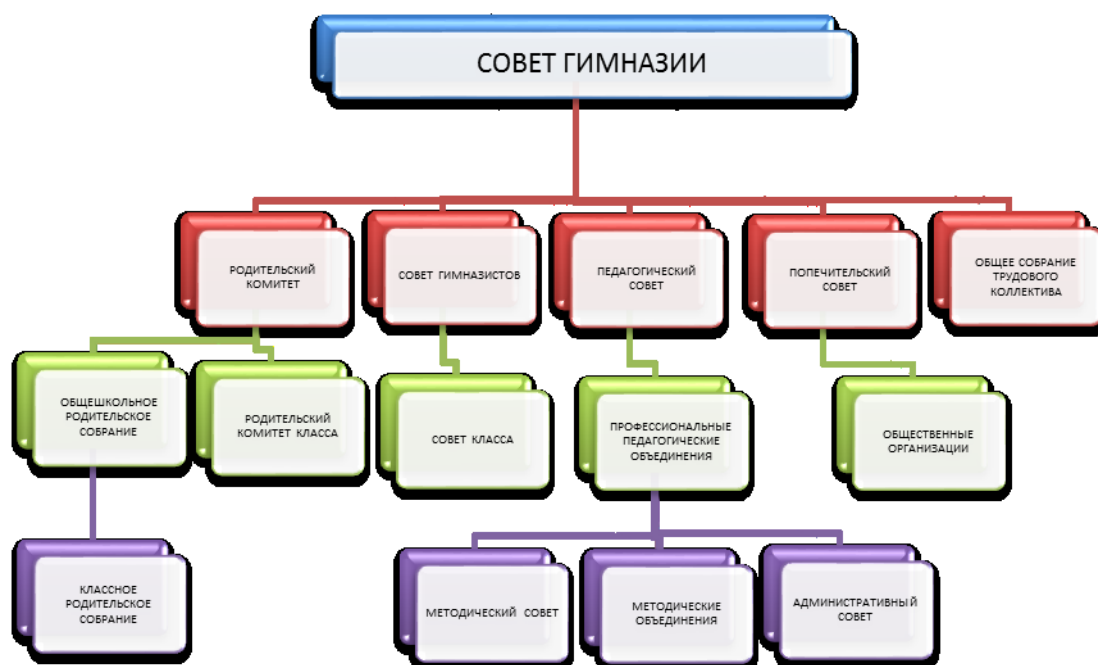 СОВЕТ ГИМНАЗИИ
РОДИТЕЛЬСКИЙ
КОМИТЕТ
СОВЕТ ГИМНАЗИСТОВ
ПЕДАГОГИЧЕСКИЙ
СОВЕТ
ПОПЕЧИТЕЛЬСКИЙ
СОВЕТ
ОБЩЕЕ СОБРАНИЕ
ТРУДОВОГО
КОЛЛЕКТИВА
ОБЩЕШКОЛЬНОЕ
РОДИТЕЛЬСКОЕ
СОБРАНИЕ
РОДИТЕЛЬСКИЙ
КОМИТЕТ КЛАССА
СОВЕТ КЛАССА
ПРОФЕССИОНАЛЬНЫЕ
ПЕДАГОГИЧЕСКИЕ
ОБЪЕДИНЕНИЯ
ОБЩЕСТВЕННЫЕ
ОРГАНИЗАЦИИ
КЛАССНОЕ
РОДИТЕЛЬСКОЕ
СОБРАНИЕ
МЕТОДИЧЕСКИЙ СОВЕТ
МЕТОДИЧЕСКИЕ
ОБЪЕДИНЕНИЯ
АДМИНИСТРАТИВНЫЙ
СОВЕТ